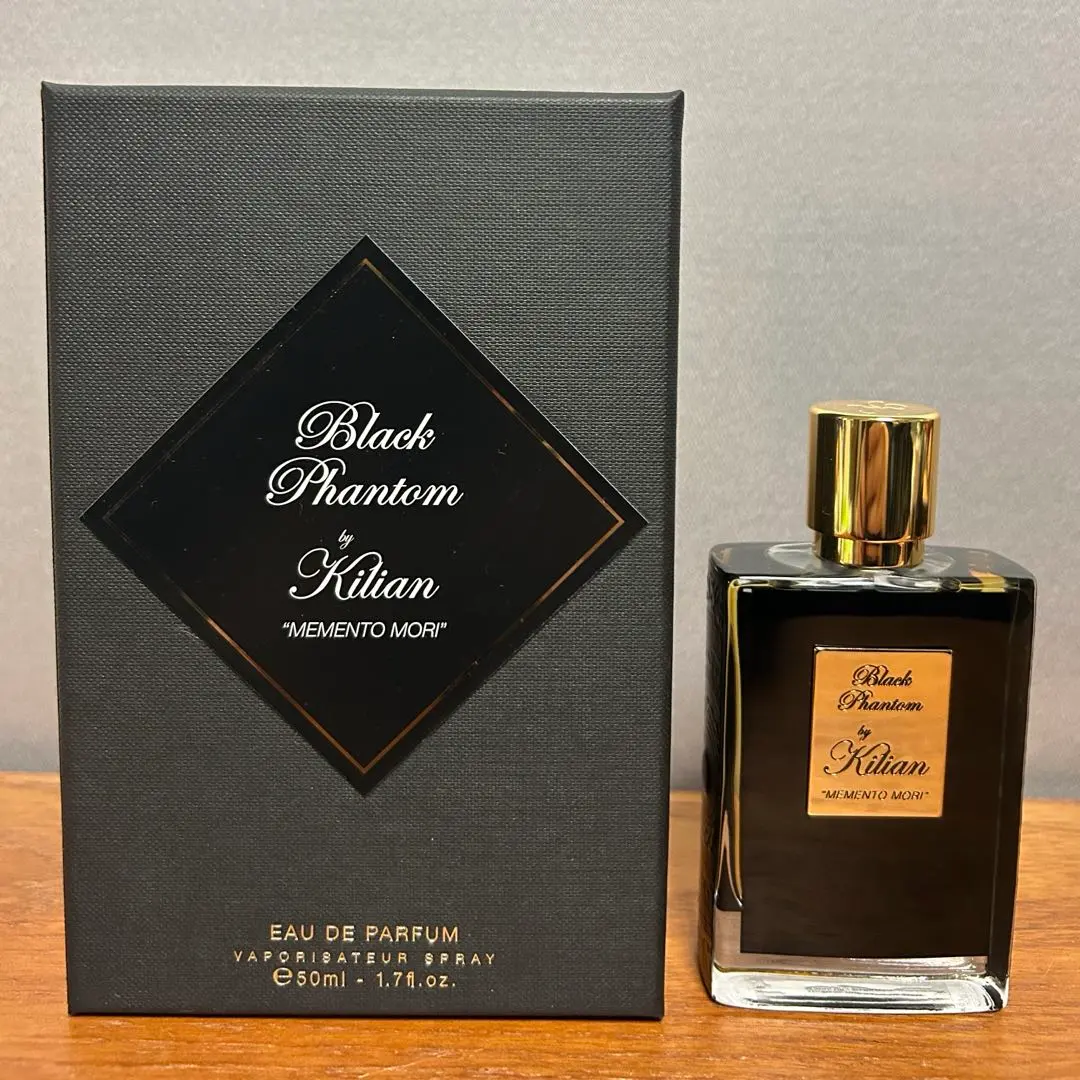 Black
Phantom
by
Kilian
“MEMENTO MORI”
EAU DE PARFUM
VAPORISATEUR SPRAY
℮50ml - 1.7fl.oz.
Black
Phantom
by
Kilian
“MEMENTO MORI”